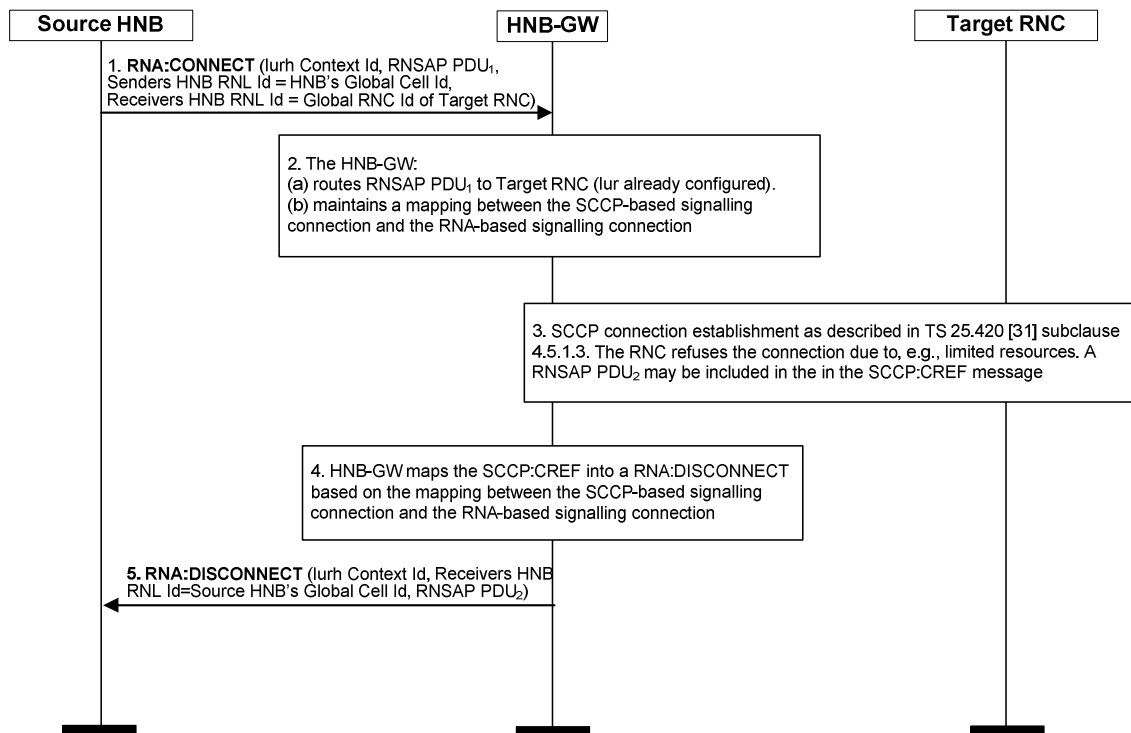 Source HNB
HNB-GW
Target RNC
1. RNA:CONNECT (Iurh Context Id, RNSAP PDU₁,
Senders HNB RNL Id = HNB's Global Cell Id,
Receivers HNB RNL Id = Global RNC Id of Target RNC)
2. The HNB-GW:
(a) routes RNSAP PDU₁ to Target RNC (Iur already configured).
(b) maintains a mapping between the SCCP-based signalling
connection and the RNA-based signalling connection
3. SCCP connection establishment as described in TS 25.420 [31] subclause
4.5.1.3. The RNC refuses the connection due to, e.g., limited resources. A
RNSAP PDU₂ may be included in the in the SCCP:CREF message
4. HNB-GW maps the SCCP:CREF into a RNA:DISCONNECT
based on the mapping between the SCCP-based signalling
connection and the RNA-based signalling connection
5. RNA:DISCONNECT (Iurh Context Id, Receivers HNB
RNL Id=Source HNB's Global Cell Id, RNSAP PDU₂)